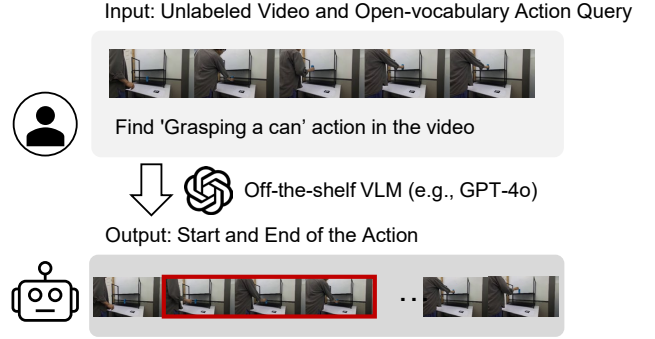 Input: Unlabeled Video and Open-vocabulary Action Query
Find 'Grasping a can’ action in the video
Off-the-shelf VLM (e.g., GPT-4o)
Output: Start and End of the Action
...